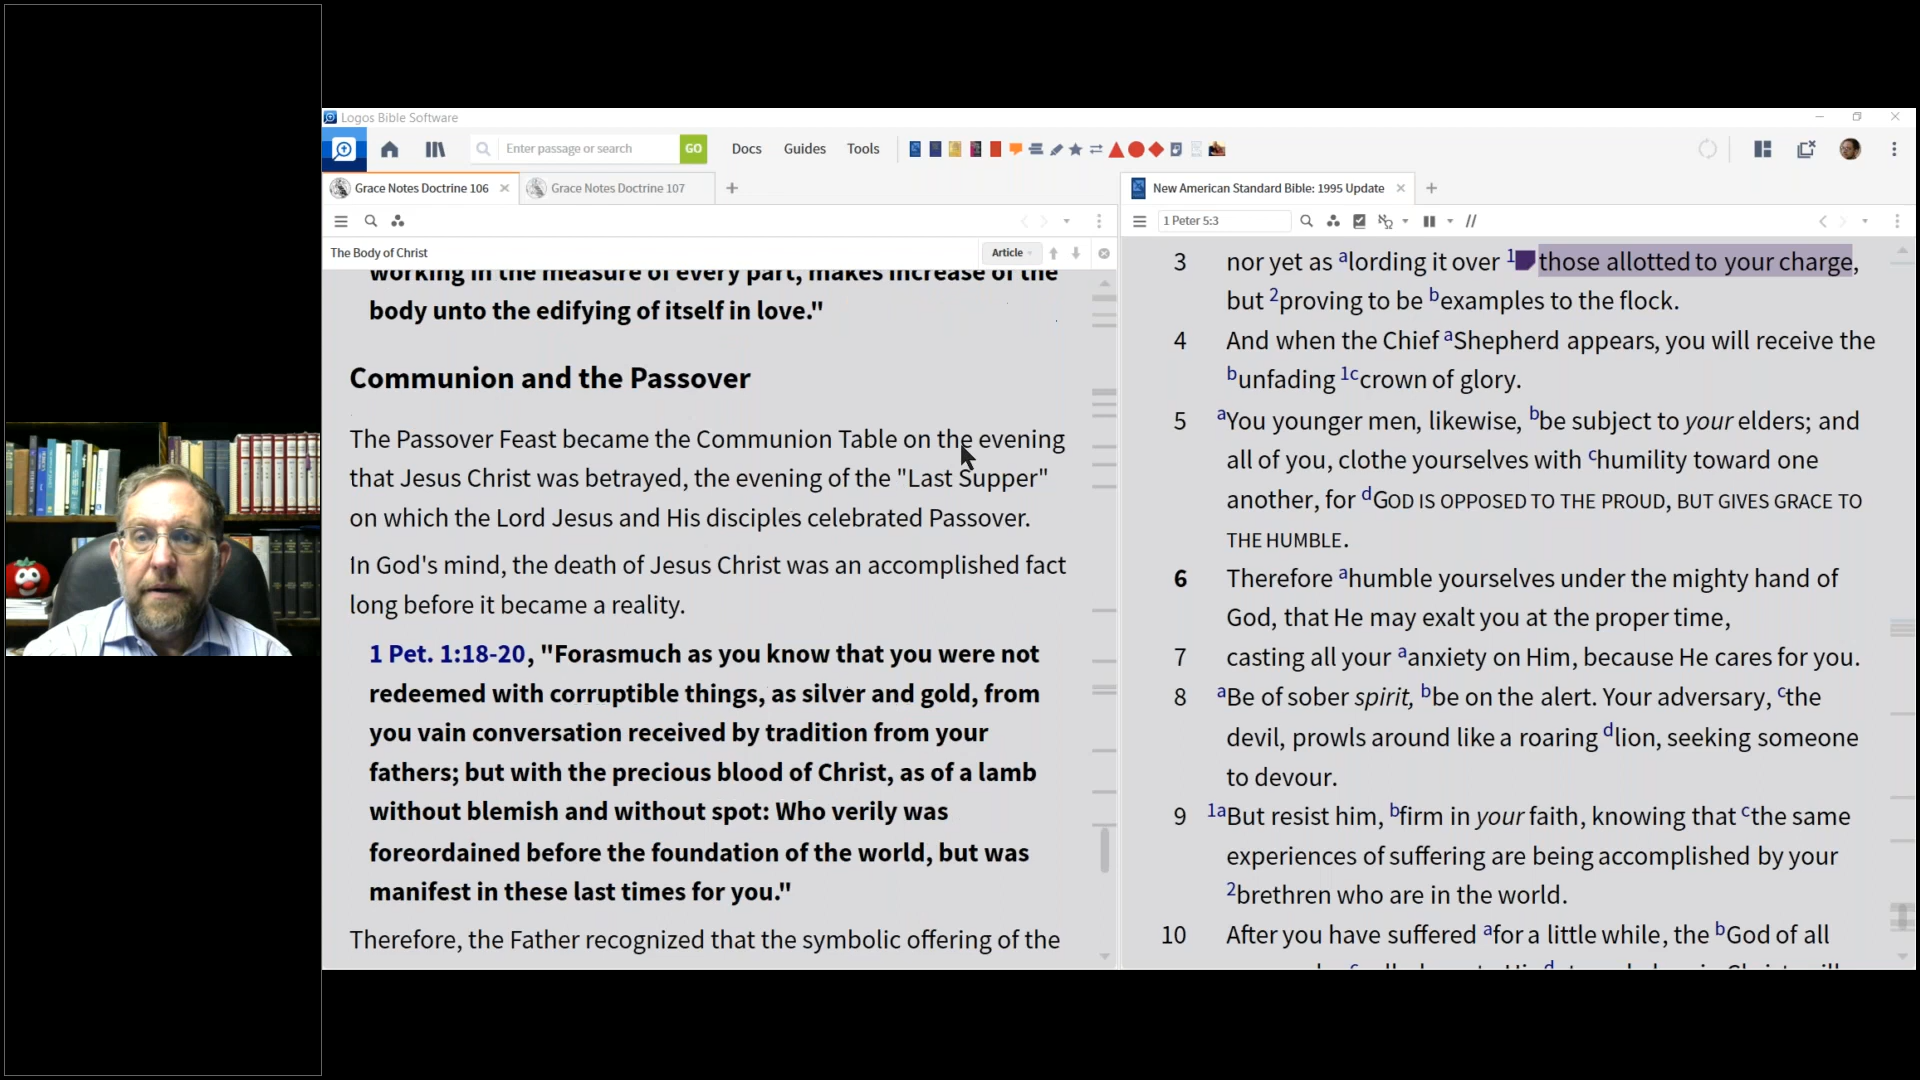 Logos Bible Software
Enter passage or search GO Docs Guides Tools
Grace Notes Doctrine 106 Grace Notes Doctrine 107
The Body of Christ Article
working in the measure of every part, makes increase of the
body unto the edifying of itself in love."
Communion and the Passover
The Passover Feast became the Communion Table on the evening
that Jesus Christ was betrayed, the evening of the "Last Supper"
on which the Lord Jesus and His disciples celebrated Passover.
In God's mind, the death of Jesus Christ was an accomplished fact
long before it became a reality.
1 Pet. 1:18-20, "Forasmuch as you know that you were not
redeemed with corruptible things, as silver and gold, from
you vain conversation received by tradition from your
fathers; but with the precious blood of Christ, as of a lamb
without blemish and without spot: Who verily was
foreordained before the foundation of the world, but was
manifest in these last times for you."
Therefore, the Father recognized that the symbolic offering of the
New American Standard Bible: 1995 Update
1 Peter 5:3
3 nor yet as a lording it over 1 those allotted to your charge,
but 2proving to be bexamples to the flock.
4 And when the Chief aShepherd appears, you will receive the
bunfading 1ccrown of glory.
5 aYou younger men, likewise, bbe subject to your elders; and
all of you, clothe yourselves with chumility toward one
another, for dGOD IS OPPOSED TO THE PROUD, BUT GIVES GRACE TO
THE HUMBLE.
6 Therefore ahumble yourselves under the mighty hand of
God, that He may exalt you at the proper time,
7 casting all your aanxiety on Him, because He cares for you.
8 aBe of sober spirit, bbe on the alert. Your adversary, cthe
devil, prowls around like a roaring dlion, seeking someone
to devour.
9 1aBut resist him, bfirm in your faith, knowing that cthe same
experiences of suffering are being accomplished by your
2brethren who are in the world.
10 After you have suffered afor a little while, the bGod of all